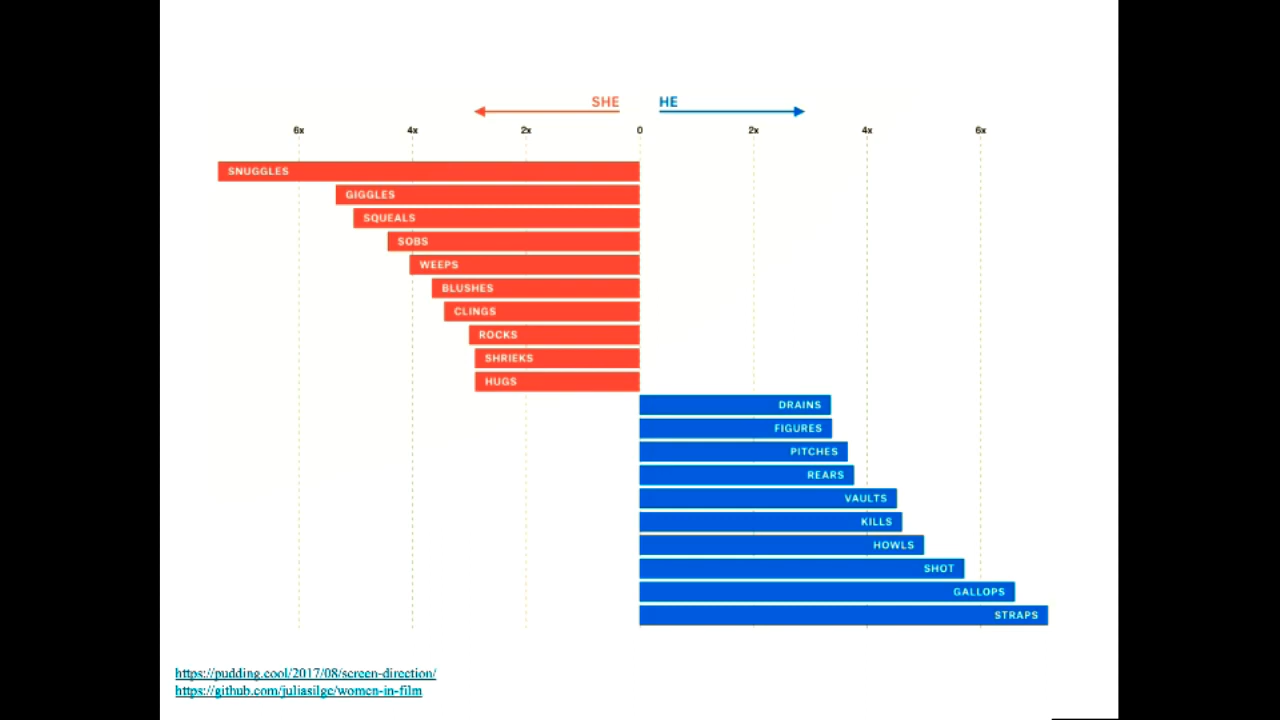 SHE HE
6x 4x 2x 0 2x 4x 6x
SNUGGLES
GIGGLES
SQUEALS
SOBS
WEEPS
BLUSHES
CLINGS
ROCKS
SHRIEKS
HUGS
DRAINS
FIGURES
PITCHES
REARS
VAULTS
KILLS
HOWLS
SHOT
GALLOPS
STRAPS
https://pudding.cool/2017/08/screen-direction/
https://github.com/juliasilge/women-in-film